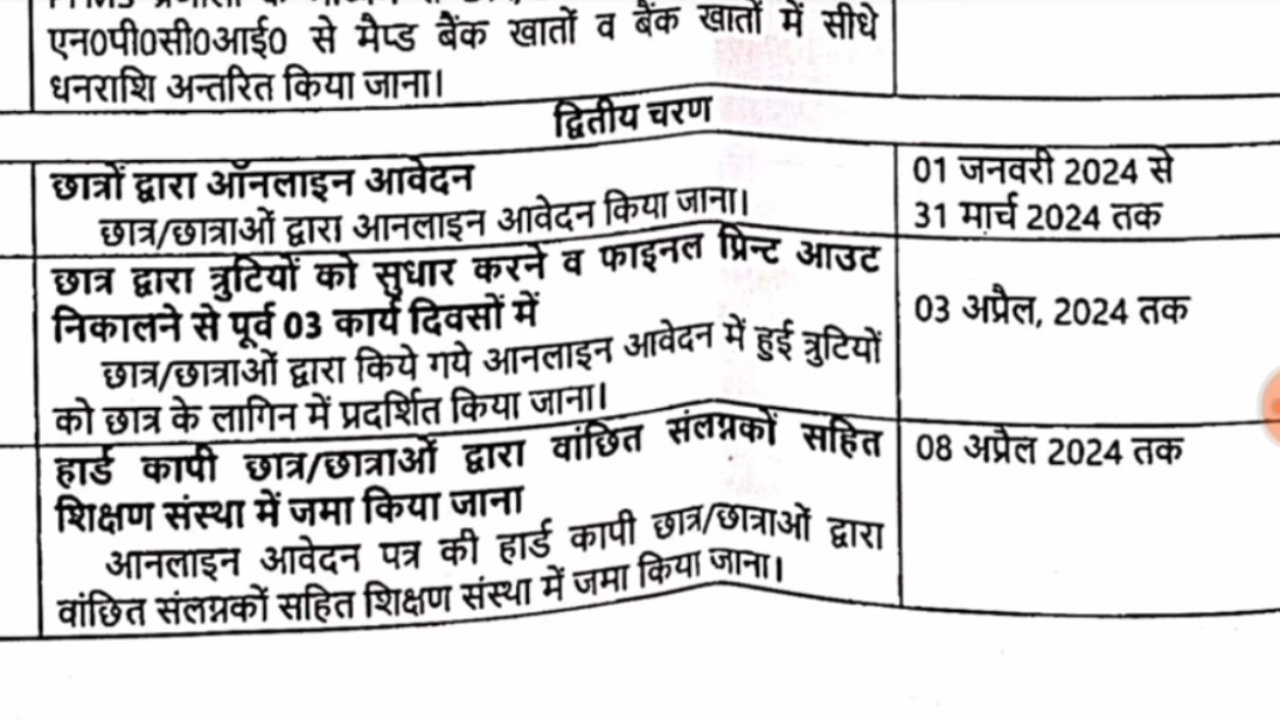 एन0पी0सी0आई0 से मैप्ड बैंक खातों व बैंक खातों में सीधे
धनराशि अन्तरित किया जाना।
द्वितीय चरण
छात्रों द्वारा ऑनलाइन आवेदन
छात्र/छात्राओं द्वारा आनलाइन आवेदन किया जाना।
01 जनवरी 2024 से
31 मार्च 2024 तक
छात्र द्वारा त्रुटियों को सुधार करने व फाइनल प्रिन्ट आउट
निकालने से पूर्व 03 कार्य दिवसों में
छात्र/छात्राओं द्वारा किये गये आनलाइन आवेदन में हुई त्रुटियों
को छात्र के लागिन में प्रदर्शित किया जाना।
03 अप्रैल, 2024 तक
हार्ड कापी छात्र/छात्राओं द्वारा वांछित संलग्नकों सहित
शिक्षण संस्था में जमा किया जाना
आनलाइन आवेदन पत्र की हार्ड कापी छात्र/छात्राओं द्वारा
वांछित संलग्नकों सहित शिक्षण संस्था में जमा किया जाना।
08 अप्रैल 2024 तक